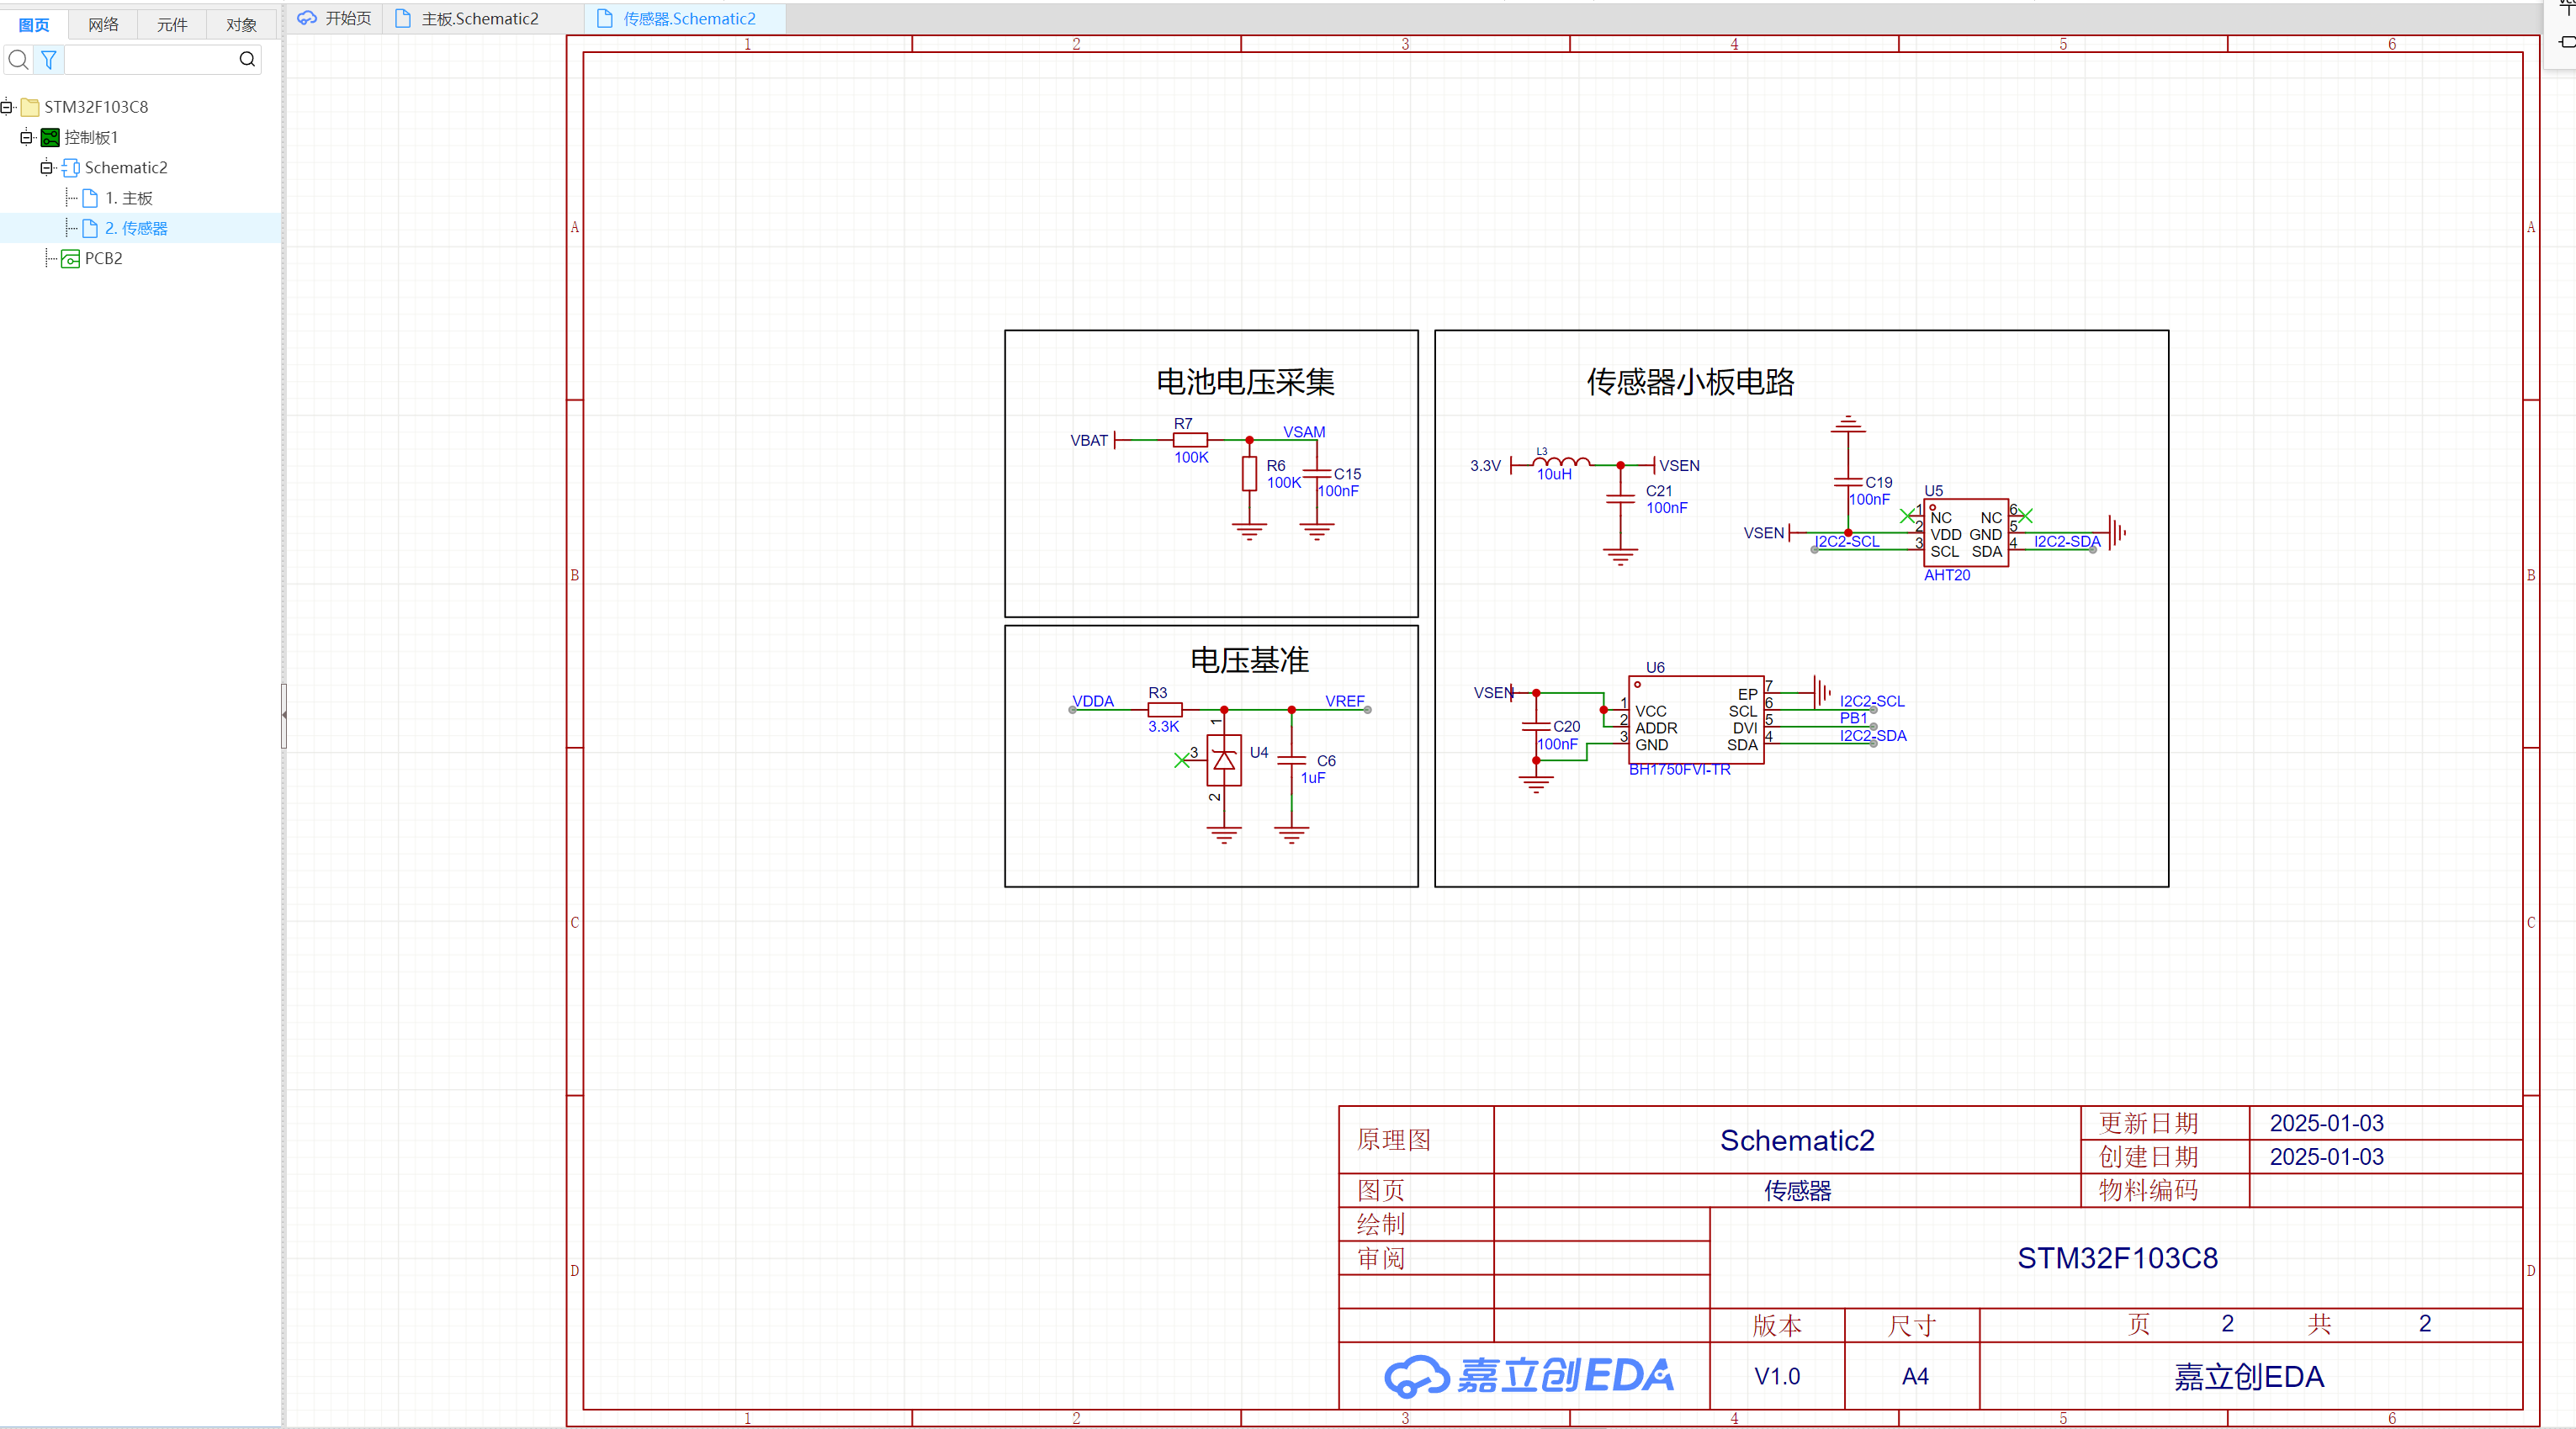 图页 网络 元件 对象
开始页 主板.Schematic2 传感器.Schematic2
STM32F103C8
控制板1
Schematic2
1. 主板
2. 传感器
PCB2
1 2 3 4 5 6
A A
B B
C C
D D
电池电压采集
VBAT
R7
100K
VSAM
R6
100K
C15
100nF
电压基准
VDDA
R3
3.3K
VREF
1
3
2
U4
C6
1uF
传感器小板电路
3.3V
L3
10uH
VSEN
C21
100nF
C19
100nF
U5
VSEN
I2C2-SCL
1 NC NC 6
2 VDD GND 5
3 SCL SDA 4
I2C2-SDA
AHT20
U6
VSEN
C20
100nF
EP 7
1 VCC SCL 6
2 ADDR DVI 5
3 GND SDA 4
I2C2-SCL
PB1
I2C2-SDA
BH1750FVI-TR
原理图 Schematic2 更新日期 2025-01-03
创建日期 2025-01-03
图页 传感器 物料编码
绘制
审阅
STM32F103C8
版本 尺寸 页 2 共 2
嘉立创EDA V1.0 A4 嘉立创EDA
1 2 3 4 5 6